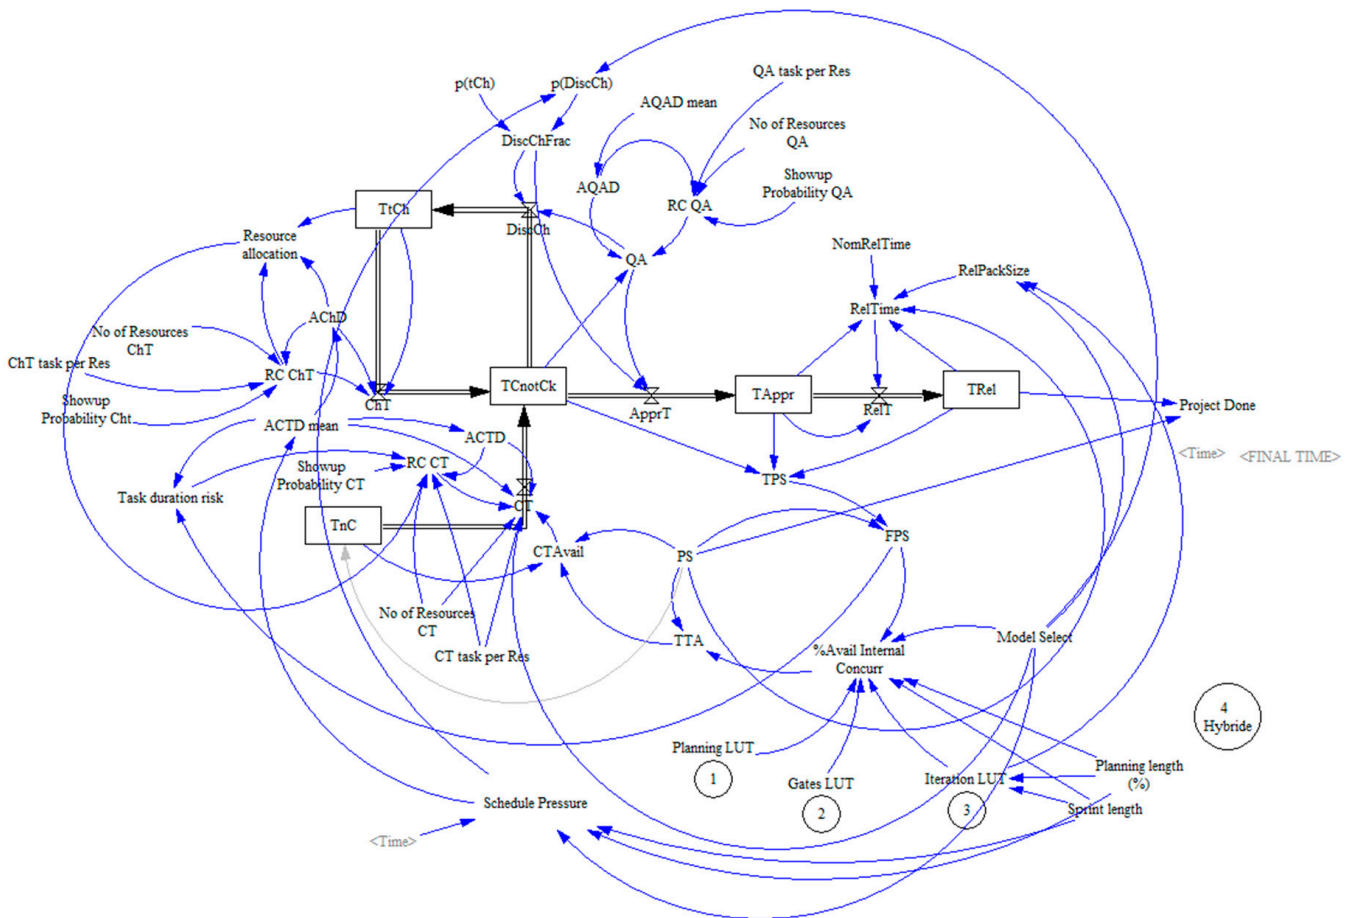 p(tCh)
p(DiscCh)
QA task per Res
AQAD mean
DiscChFrac
No of Resources
QA
AQAD
Showup
Probability QA
RC QA
TtCh
DiscCh
Resource
allocation
QA
NomRelTime
RelPackSize
RelTime
AChD
No of Resources
ChT
ChT task per Res
RC ChT
Showup
Probability Cht
ChT
TCnotCk
ApprT
TAppr
RelT
TRel
Project Done
ACTD mean
ACTD
<Time>
<FINAL TIME>
RC CT
Showup
Probability CT
Task duration risk
TPS
TnC
CT
CTAvail
PS
FPS
No of Resources
CT
CT task per Res
TTA
%Avail Internal
Concurr
Model Select
4
Hybride
Planning LUT
1
Gates LUT
2
Iteration LUT
3
Planning length
(%)
Sprint length
Schedule Pressure
<Time>